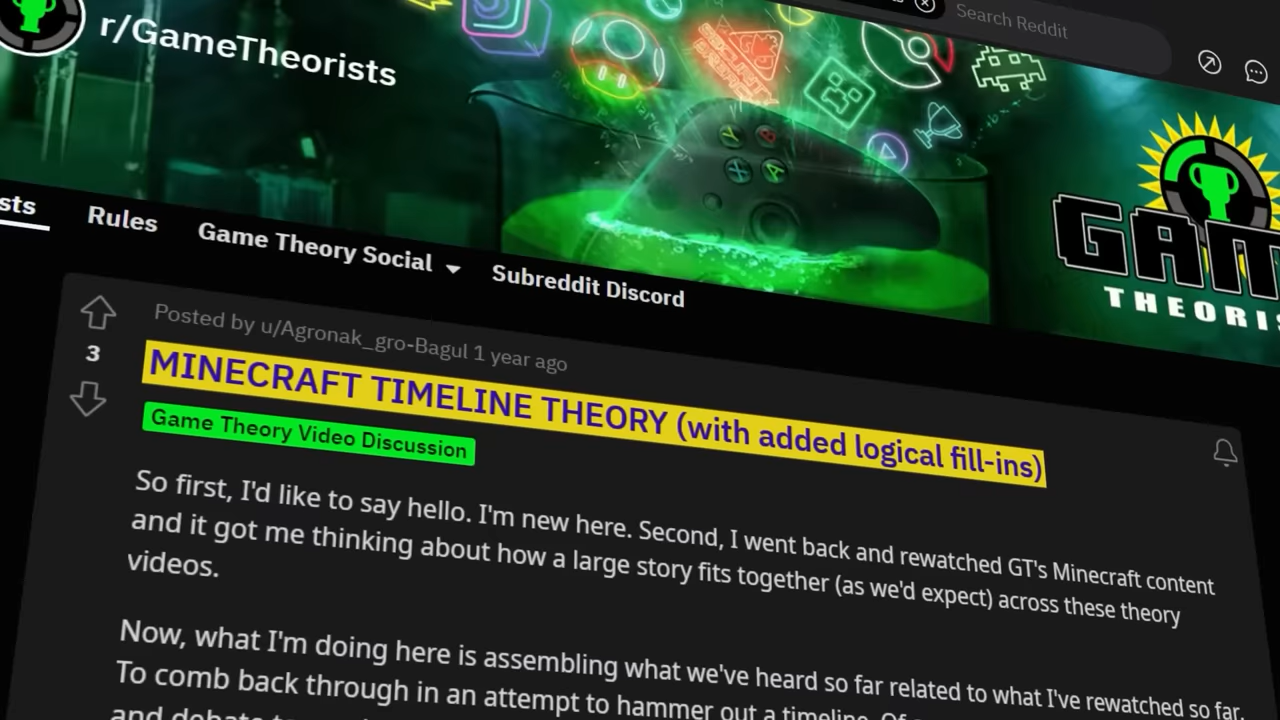 Search Reddit
r/GameTheorists
Y
B
X
A
GAM
THEORIS
sts
Rules
Game Theory Social
Subreddit Discord
Posted by u/Agronak_gro-Bagul 1 year ago
3
MINECRAFT TIMELINE THEORY (with added logical fill-ins)
Game Theory Video Discussion
So first, I'd like to say hello. I'm new here. Second, I went back and rewatched GT's Minecraft content
and it got me thinking about how a large story fits together (as we'd expect) across these theory
videos.
Now, what I'm doing here is assembling what we've heard so far related to what I've rewatched so far.
To comb back through in an attempt to hammer out a timeline. Of
and debate